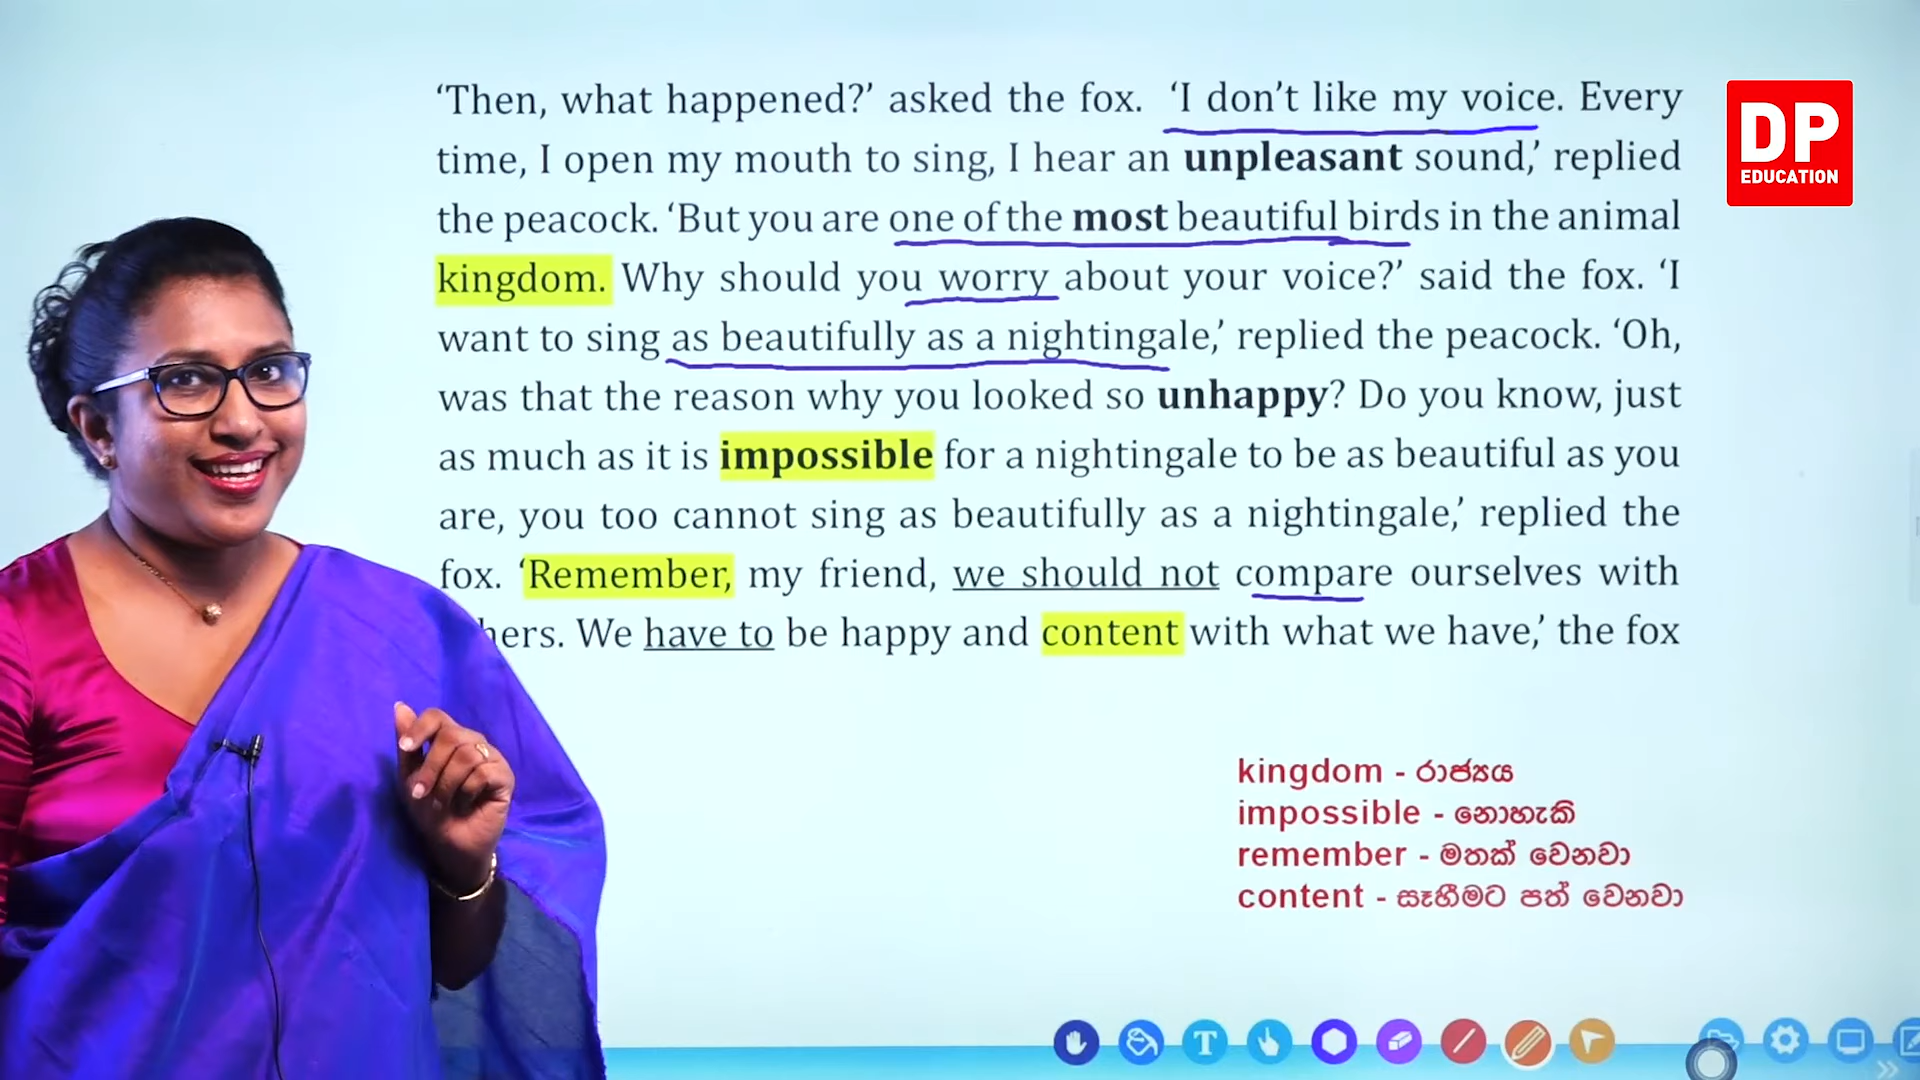 ‘Then, what happened?’ asked the fox. ‘I don’t like my voice. Every
time, I open my mouth to sing, I hear an unpleasant sound,’ replied
the peacock. ‘But you are one of the most beautiful birds in the animal
kingdom. Why should you worry about your voice?’ said the fox. ‘I
want to sing as beautifully as a nightingale,’ replied the peacock. ‘Oh,
was that the reason why you looked so unhappy? Do you know, just
as much as it is impossible for a nightingale to be as beautiful as you
are, you too cannot sing as beautifully as a nightingale,’ replied the
fox. ‘Remember, my friend, we should not compare ourselves with
hers. We have to be happy and content with what we have,’ the fox
DP
EDUCATION
kingdom - රාජ්‍යය
impossible - නොහැකි
remember - මතක් වෙනවා
content - සෑහීමට පත් වෙනවා
T